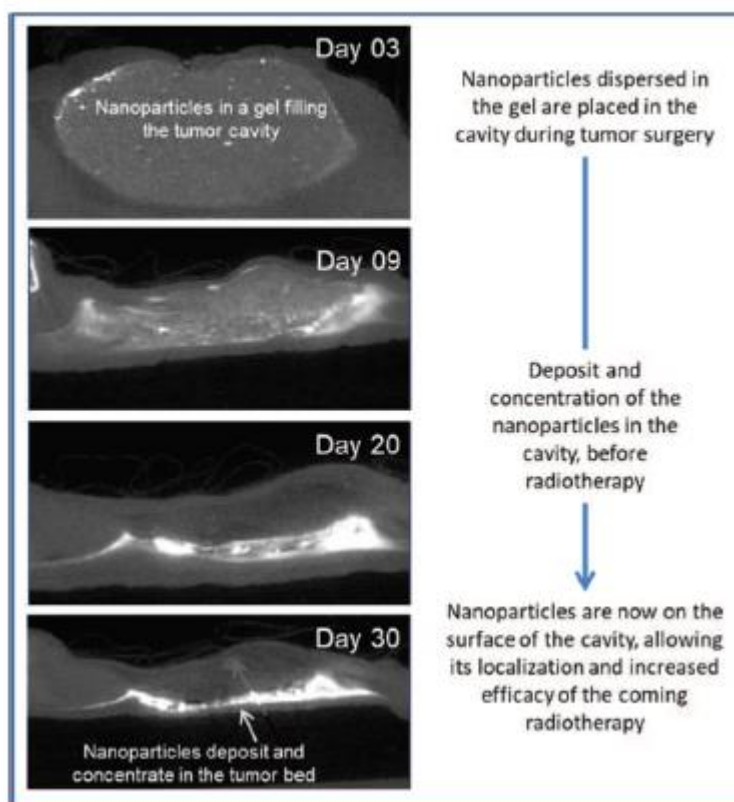 Day 03
Nanoparticles in a gel filling
the tumor cavity
Nanoparticles dispersed in
the gel are placed in the
cavity during tumor surgery
Day 09
Deposit and
concentration of the
nanoparticles in the
cavity, before
radiotherapy
Day 20
Day 30
Nanoparticles deposit and
concentrate in the tumor bed
Nanoparticles are now on the
surface of the cavity, allowing
its localization and increased
efficacy of the coming
radiotherapy